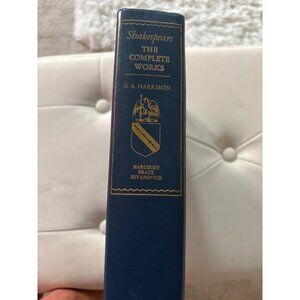 Shakespeare
THE
COMPLETE
WORKS
G. B. HARRISON
HARCOURT
BRACE
JOVANOVICH